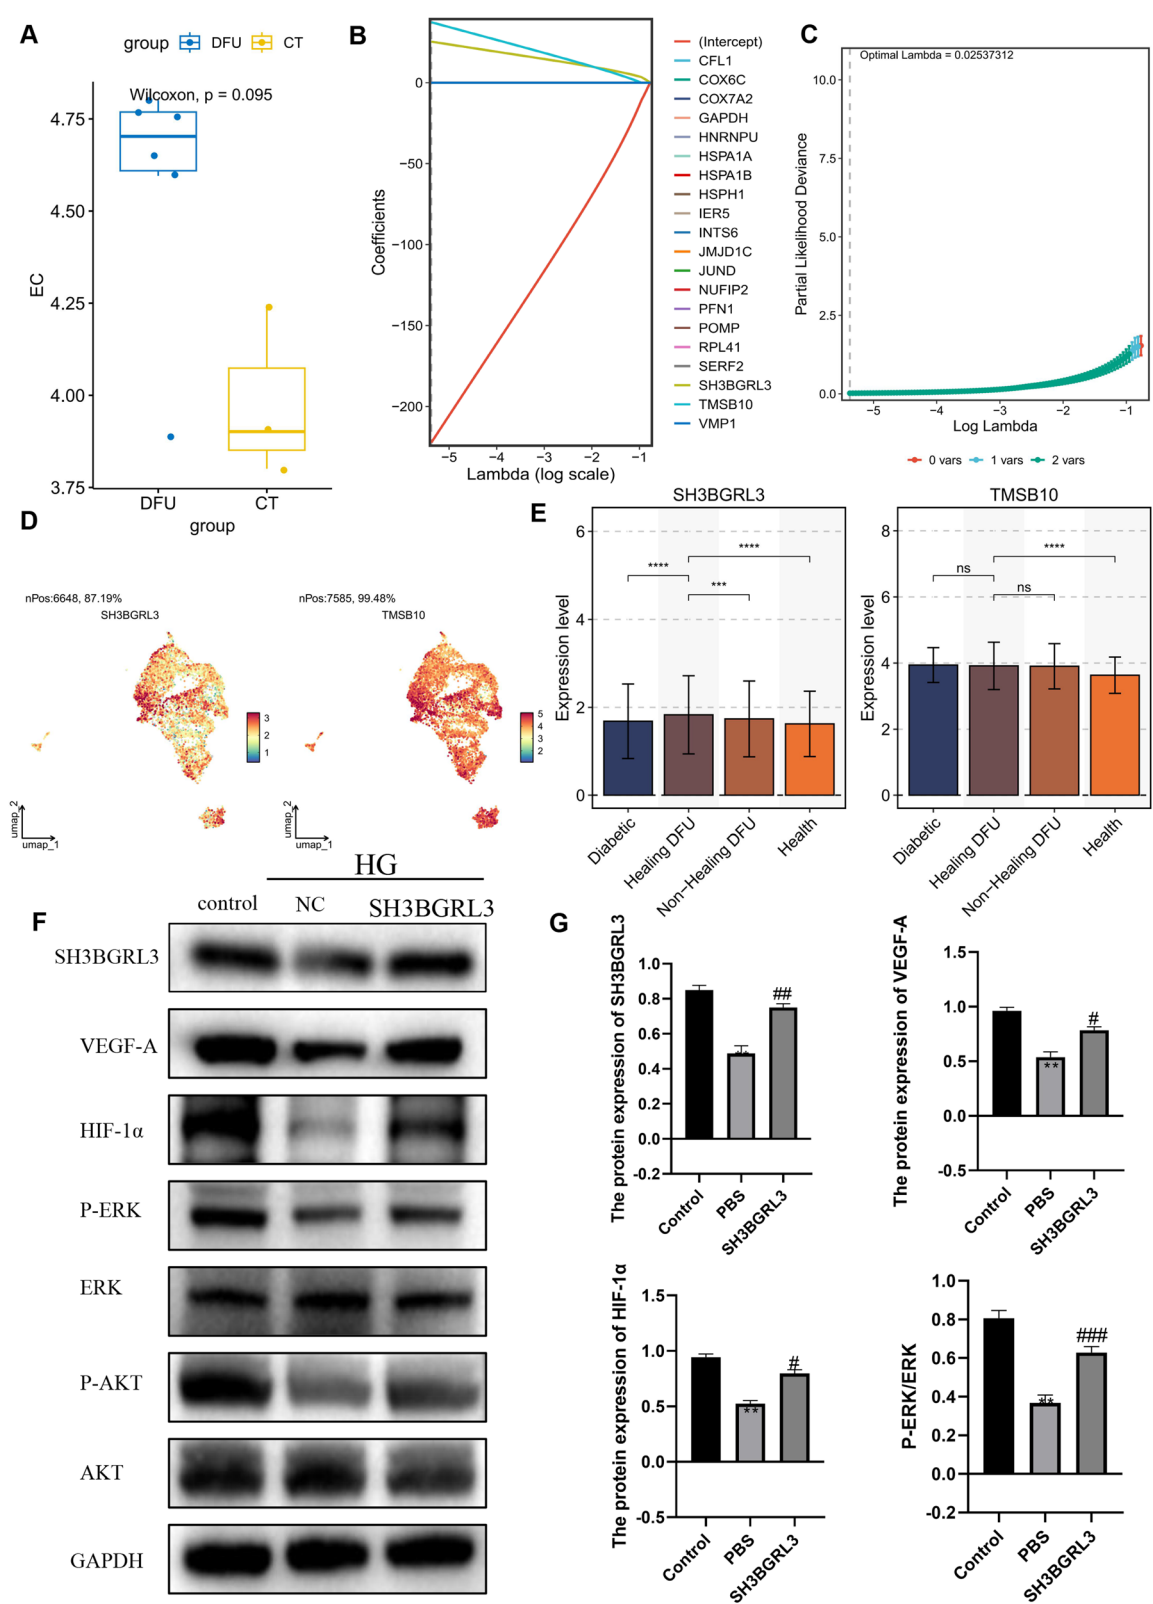 A
group DFU CT
Wilcoxon, p = 0.095
EC
4.75
4.50
4.25
4.00
3.75
DFU CT
group
B
Coefficients
0
−50
−100
−150
−200
−5 −4 −3 −2 −1
Lambda (log scale)
(Intercept)
CFL1
COX6C
COX7A2
GAPDH
HNRNPU
HSPA1A
HSPA1B
HSPH1
IER5
INTS6
JMJD1C
JUND
NUFIP2
PFN1
POMP
RPL41
SERF2
SH3BGRL3
TMSB10
VMP1
C
Optimal Lambda = 0.02537312
Partial Likelihood Deviance
10.0
7.5
5.0
2.5
0.0
−5 −4 −3 −2 −1
Log Lambda
0 vars 1 vars 2 vars
D
nPos:6648, 87.19%
SH3BGRL3
3
2
1
umap_2
umap_1
nPos:7585, 99.48%
TMSB10
5
4
3
2
umap_2
umap_1
E
SH3BGRL3
Expression level
6
4
2
0
****
****
***
Diabetic
Healing DFU
Non−Healing DFU
Health
TMSB10
Expression level
8
6
4
2
0
ns
****
ns
Diabetic
Healing DFU
Non−Healing DFU
Health
F
HG
control NC SH3BGRL3
SH3BGRL3
VEGF-A
HIF-1α
P-ERK
ERK
P-AKT
AKT
GAPDH
G
The protein expression of SH3BGRL3
1.0
0.8
0.6
0.4
0.2
0.0
-0.2
**
##
Control
PBS
SH3BGRL3
The protein expression of VEGF-A
1.5
1.0
0.5
0.0
-0.5
**
#
Control
PBS
SH3BGRL3
The protein expression of HIF-1α
1.5
1.0
0.5
0.0
-0.5
**
#
Control
PBS
SH3BGRL3
P-ERK/ERK
1.0
0.8
0.6
0.4
0.2
0.0
-0.2
**
###
Control
PBS
SH3BGRL3